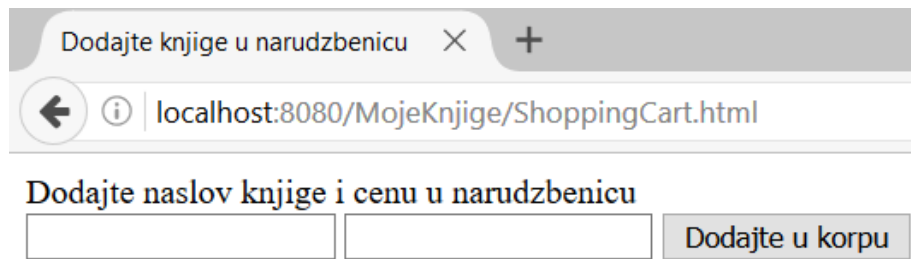 Dodajte knjige u narudzbenicu
localhost:8080/MojeKnjige/ShoppingCart.html
Dodajte naslov knjige i cenu u narudzbenicu
Dodajte u korpu